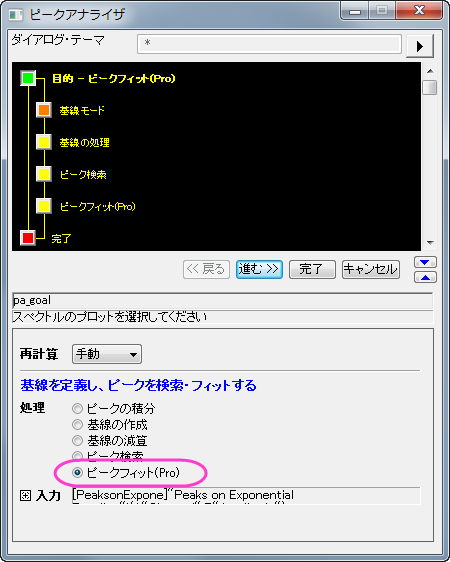 ピークアナライザ
ダイアログ・テーマ
*
目的 - ピークフィット(Pro)
基線モード
基線の処理
ピーク検索
ピークフィット(Pro)
完了
<< 戻る 進む >> 完了 キャンセル
pa_goal
スペクトルのプロットを選択してください
再計算 手動
基線を定義し、ピークを検索・フィットする
処理 ピークの積分
基線の作成
基線の減算
ピーク検索
ピークフィット(Pro)
入力 [PeaksonExpone]"Peaks on Exponential